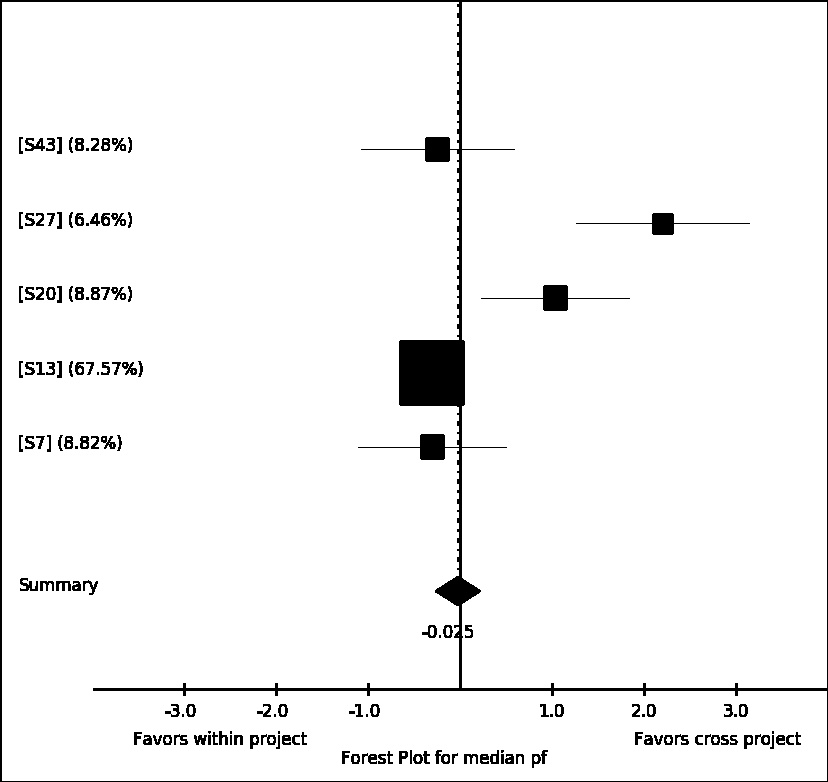 [S43] (8.28%)
[S27] (6.46%)
[S20] (8.87%)
[S13] (67.57%)
[S7] (8.82%)
Summary
-0.025
-3.0 -2.0 -1.0 1.0 2.0 3.0
Favors within project Favors cross project
Forest Plot for median pf